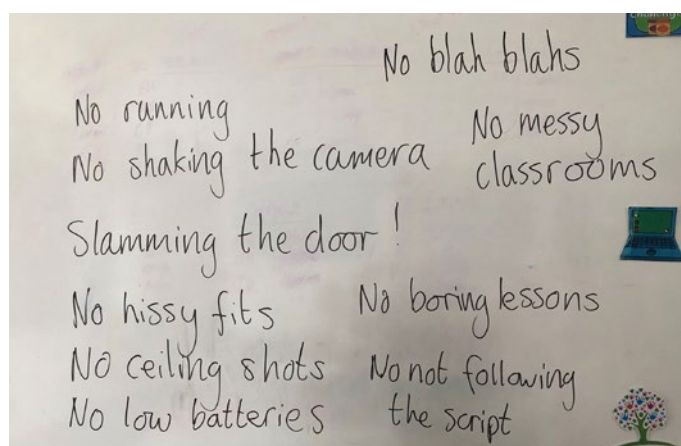 No blah blahs
No running
No shaking the camera
No messy
classrooms
Slamming the door!
No hissy fits
No boring lessons
No ceiling shots
No not following
the script
No low batteries